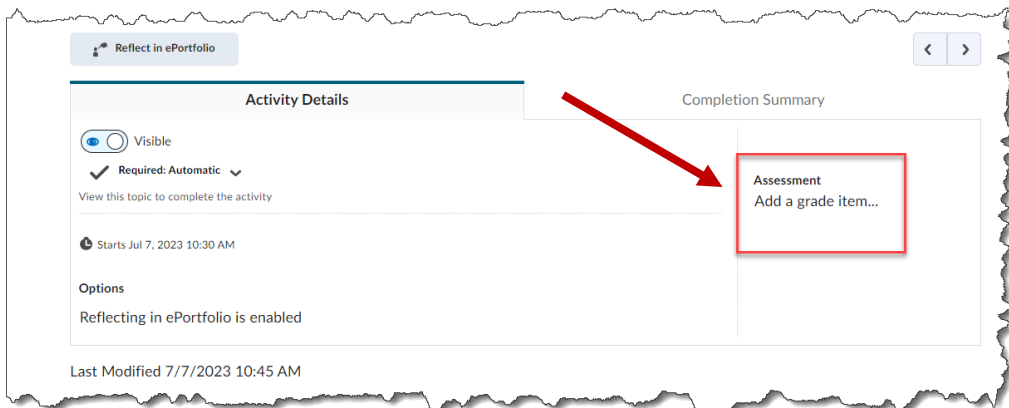 Reflect in ePortfolio
Activity Details
Completion Summary
Visible
Required: Automatic
View this topic to complete the activity
Assessment
Add a grade item...
Starts Jul 7, 2023 10:30 AM
Options
Reflecting in ePortfolio is enabled
Last Modified 7/7/2023 10:45 AM